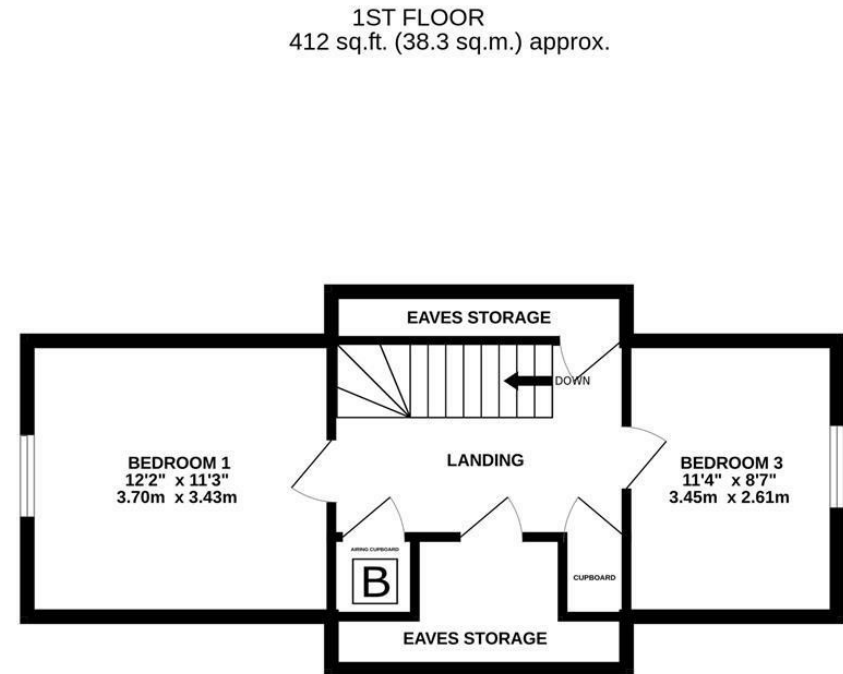 1ST FLOOR
412 sq.ft. (38.3 sq.m.) approx.
EAVES STORAGE
DOWN
LANDING
BEDROOM 1
12'2" x 11'3"
3.70m x 3.43m
BEDROOM 3
11'4" x 8'7"
3.45m x 2.61m
AIRING CUPBOARD
B
CUPBOARD
EAVES STORAGE